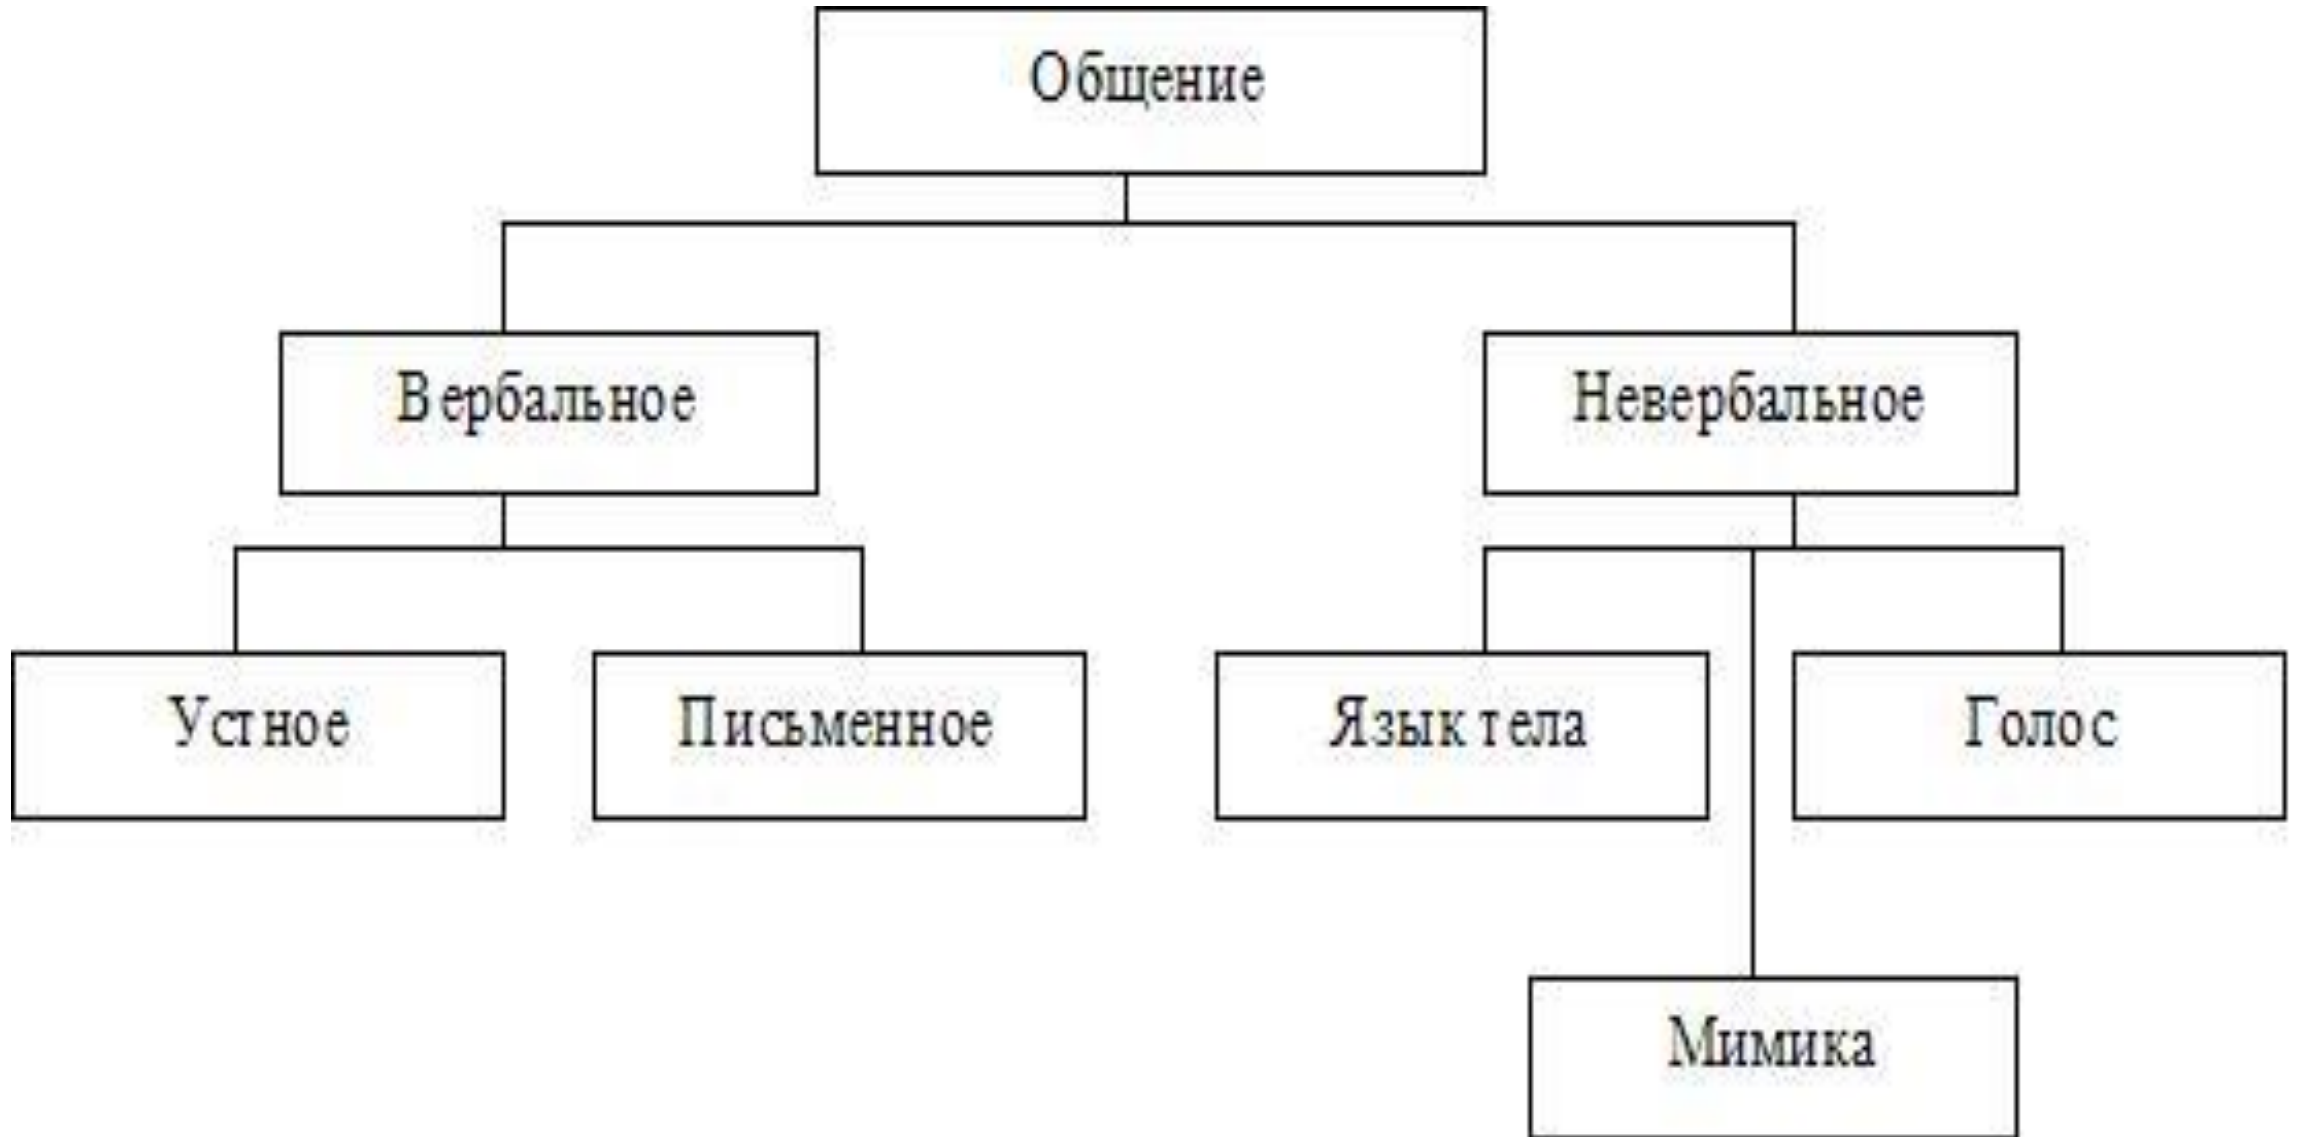 Общение
Вербальное
Невербальное
Устное
Письменное
Язык тела
Голос
Мимика